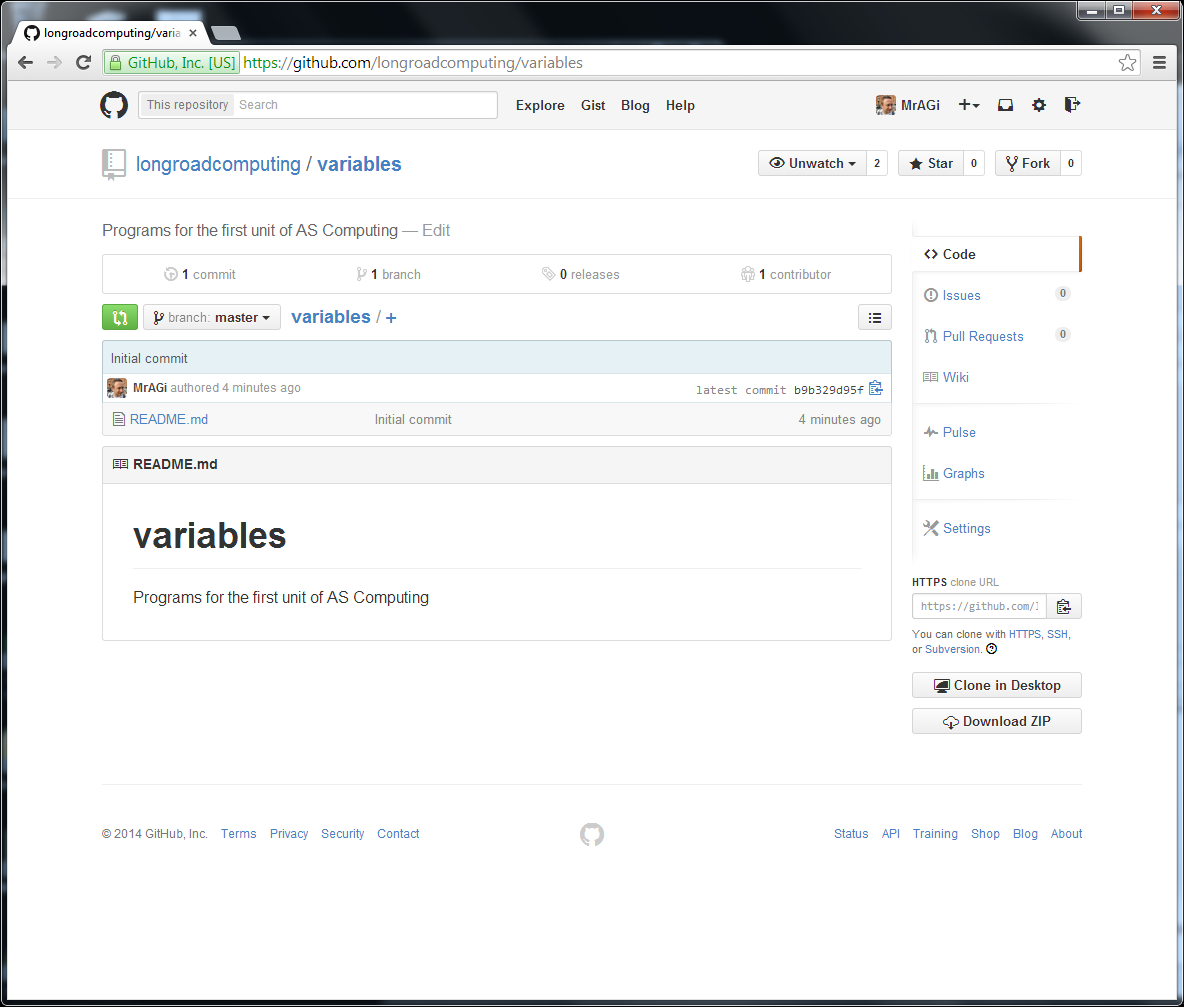 longroadcomputing/varia
GitHub, Inc. [US] https://github.com/longroadcomputing/variables
This repository Search Explore Gist Blog Help MrAGi
longroadcomputing / variables Unwatch 2 Star 0 Fork 0
Programs for the first unit of AS Computing — Edit
1 commit 1 branch 0 releases 1 contributor
branch: master variables / +
Initial commit
MrAGi authored 4 minutes ago latest commit b9b329d95f
README.md Initial commit 4 minutes ago
README.md
variables
Programs for the first unit of AS Computing
Code
Issues 0
Pull Requests 0
Wiki
Pulse
Graphs
Settings
HTTPS clone URL
https://github.com/
You can clone with HTTPS, SSH,
or Subversion.
Clone in Desktop
Download ZIP
© 2014 GitHub, Inc. Terms Privacy Security Contact Status API Training Shop Blog About